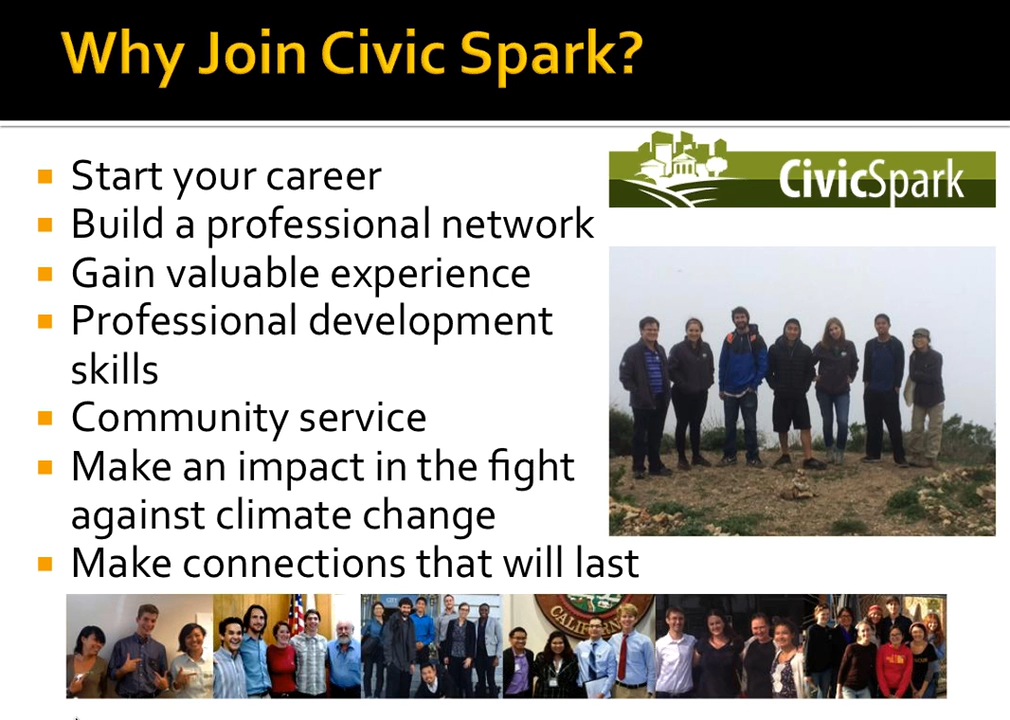 Why Join Civic Spark?
Start your career
Build a professional network
Gain valuable experience
Professional development
skills
Community service
Make an impact in the fight
against climate change
Make connections that will last
CivicSpark
CALIFORNIA